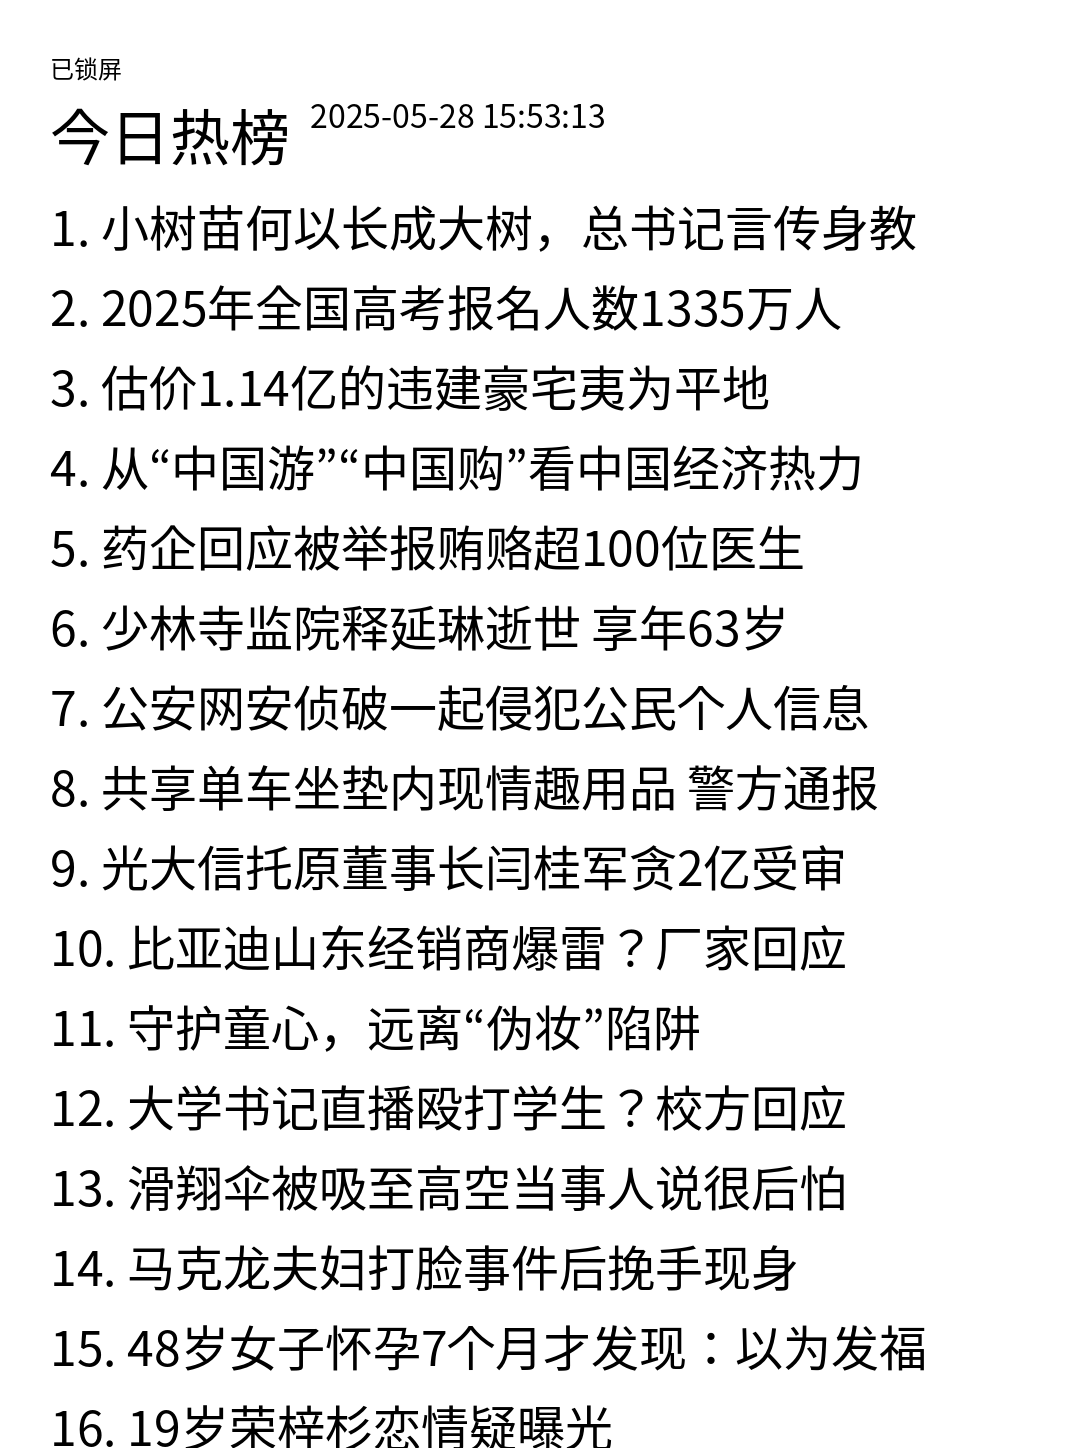 已锁屏
今日热榜 2025-05-28 15:53:13
1. 小树苗何以长成大树，总书记言传身教
2. 2025年全国高考报名人数1335万人
3. 估价1.14亿的违建豪宅夷为平地
4. 从“中国游”“中国购”看中国经济热力
5. 药企回应被举报贿赂超100位医生
6. 少林寺监院释延琳逝世 享年63岁
7. 公安网安侦破一起侵犯公民个人信息
8. 共享单车坐垫内现情趣用品 警方通报
9. 光大信托原董事长闫桂军贪2亿受审
10. 比亚迪山东经销商爆雷？厂家回应
11. 守护童心，远离“伪妆”陷阱
12. 大学书记直播殴打学生？校方回应
13. 滑翔伞被吸至高空当事人说很后怕
14. 马克龙夫妇打脸事件后挽手现身
15. 48岁女子怀孕7个月才发现：以为发福
16. 19岁荣梓杉恋情疑曝光